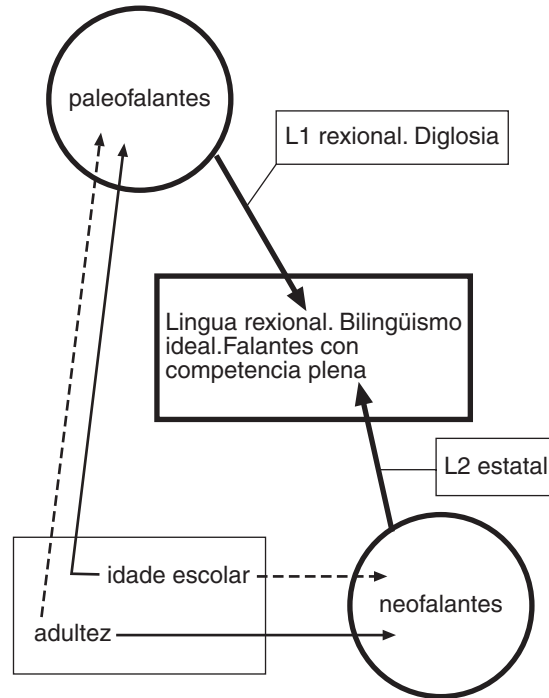 paleofalantes
L1 rexional. Diglosia
Lingua rexional. Bilingüismo
ideal.Falantes con
competencia plena
L2 estatal
idade escolar
neofalantes
adultez